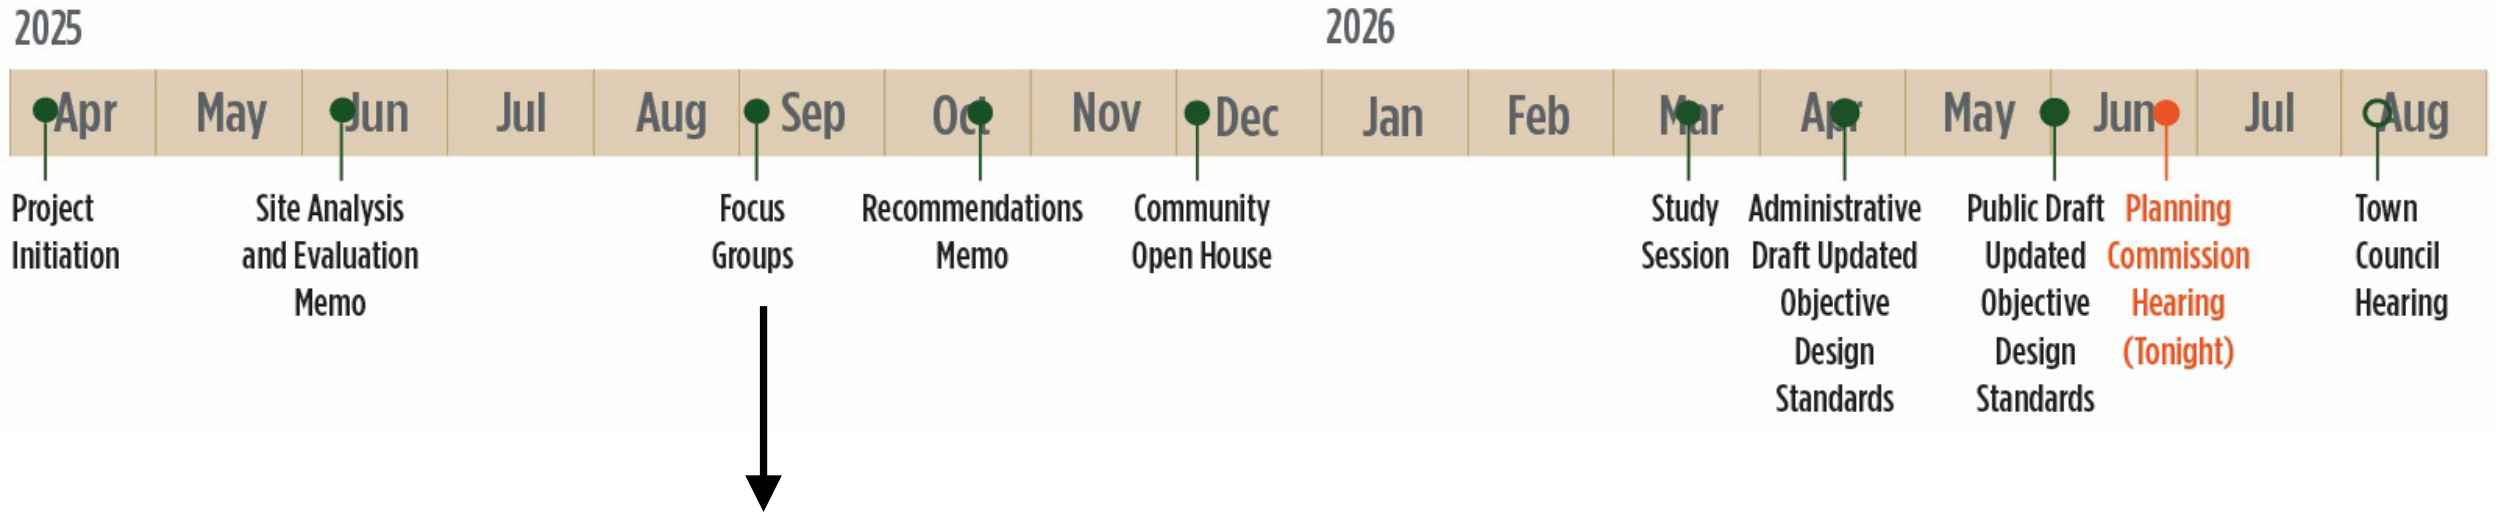 2025
2026
Apr May Jun Jul Aug Sep Oct Nov Dec Jan Feb Mar Apr May Jun Jul Aug
Project
Initiation
Site Analysis
and Evaluation
Memo
Focus
Groups
Recommendations
Memo
Community
Open House
Study
Session
Administrative
Draft Updated
Objective
Design
Standards
Public Draft
Updated
Objective
Design
Standards
Planning
Commission
Hearing
(Tonight)
Town
Council
Hearing